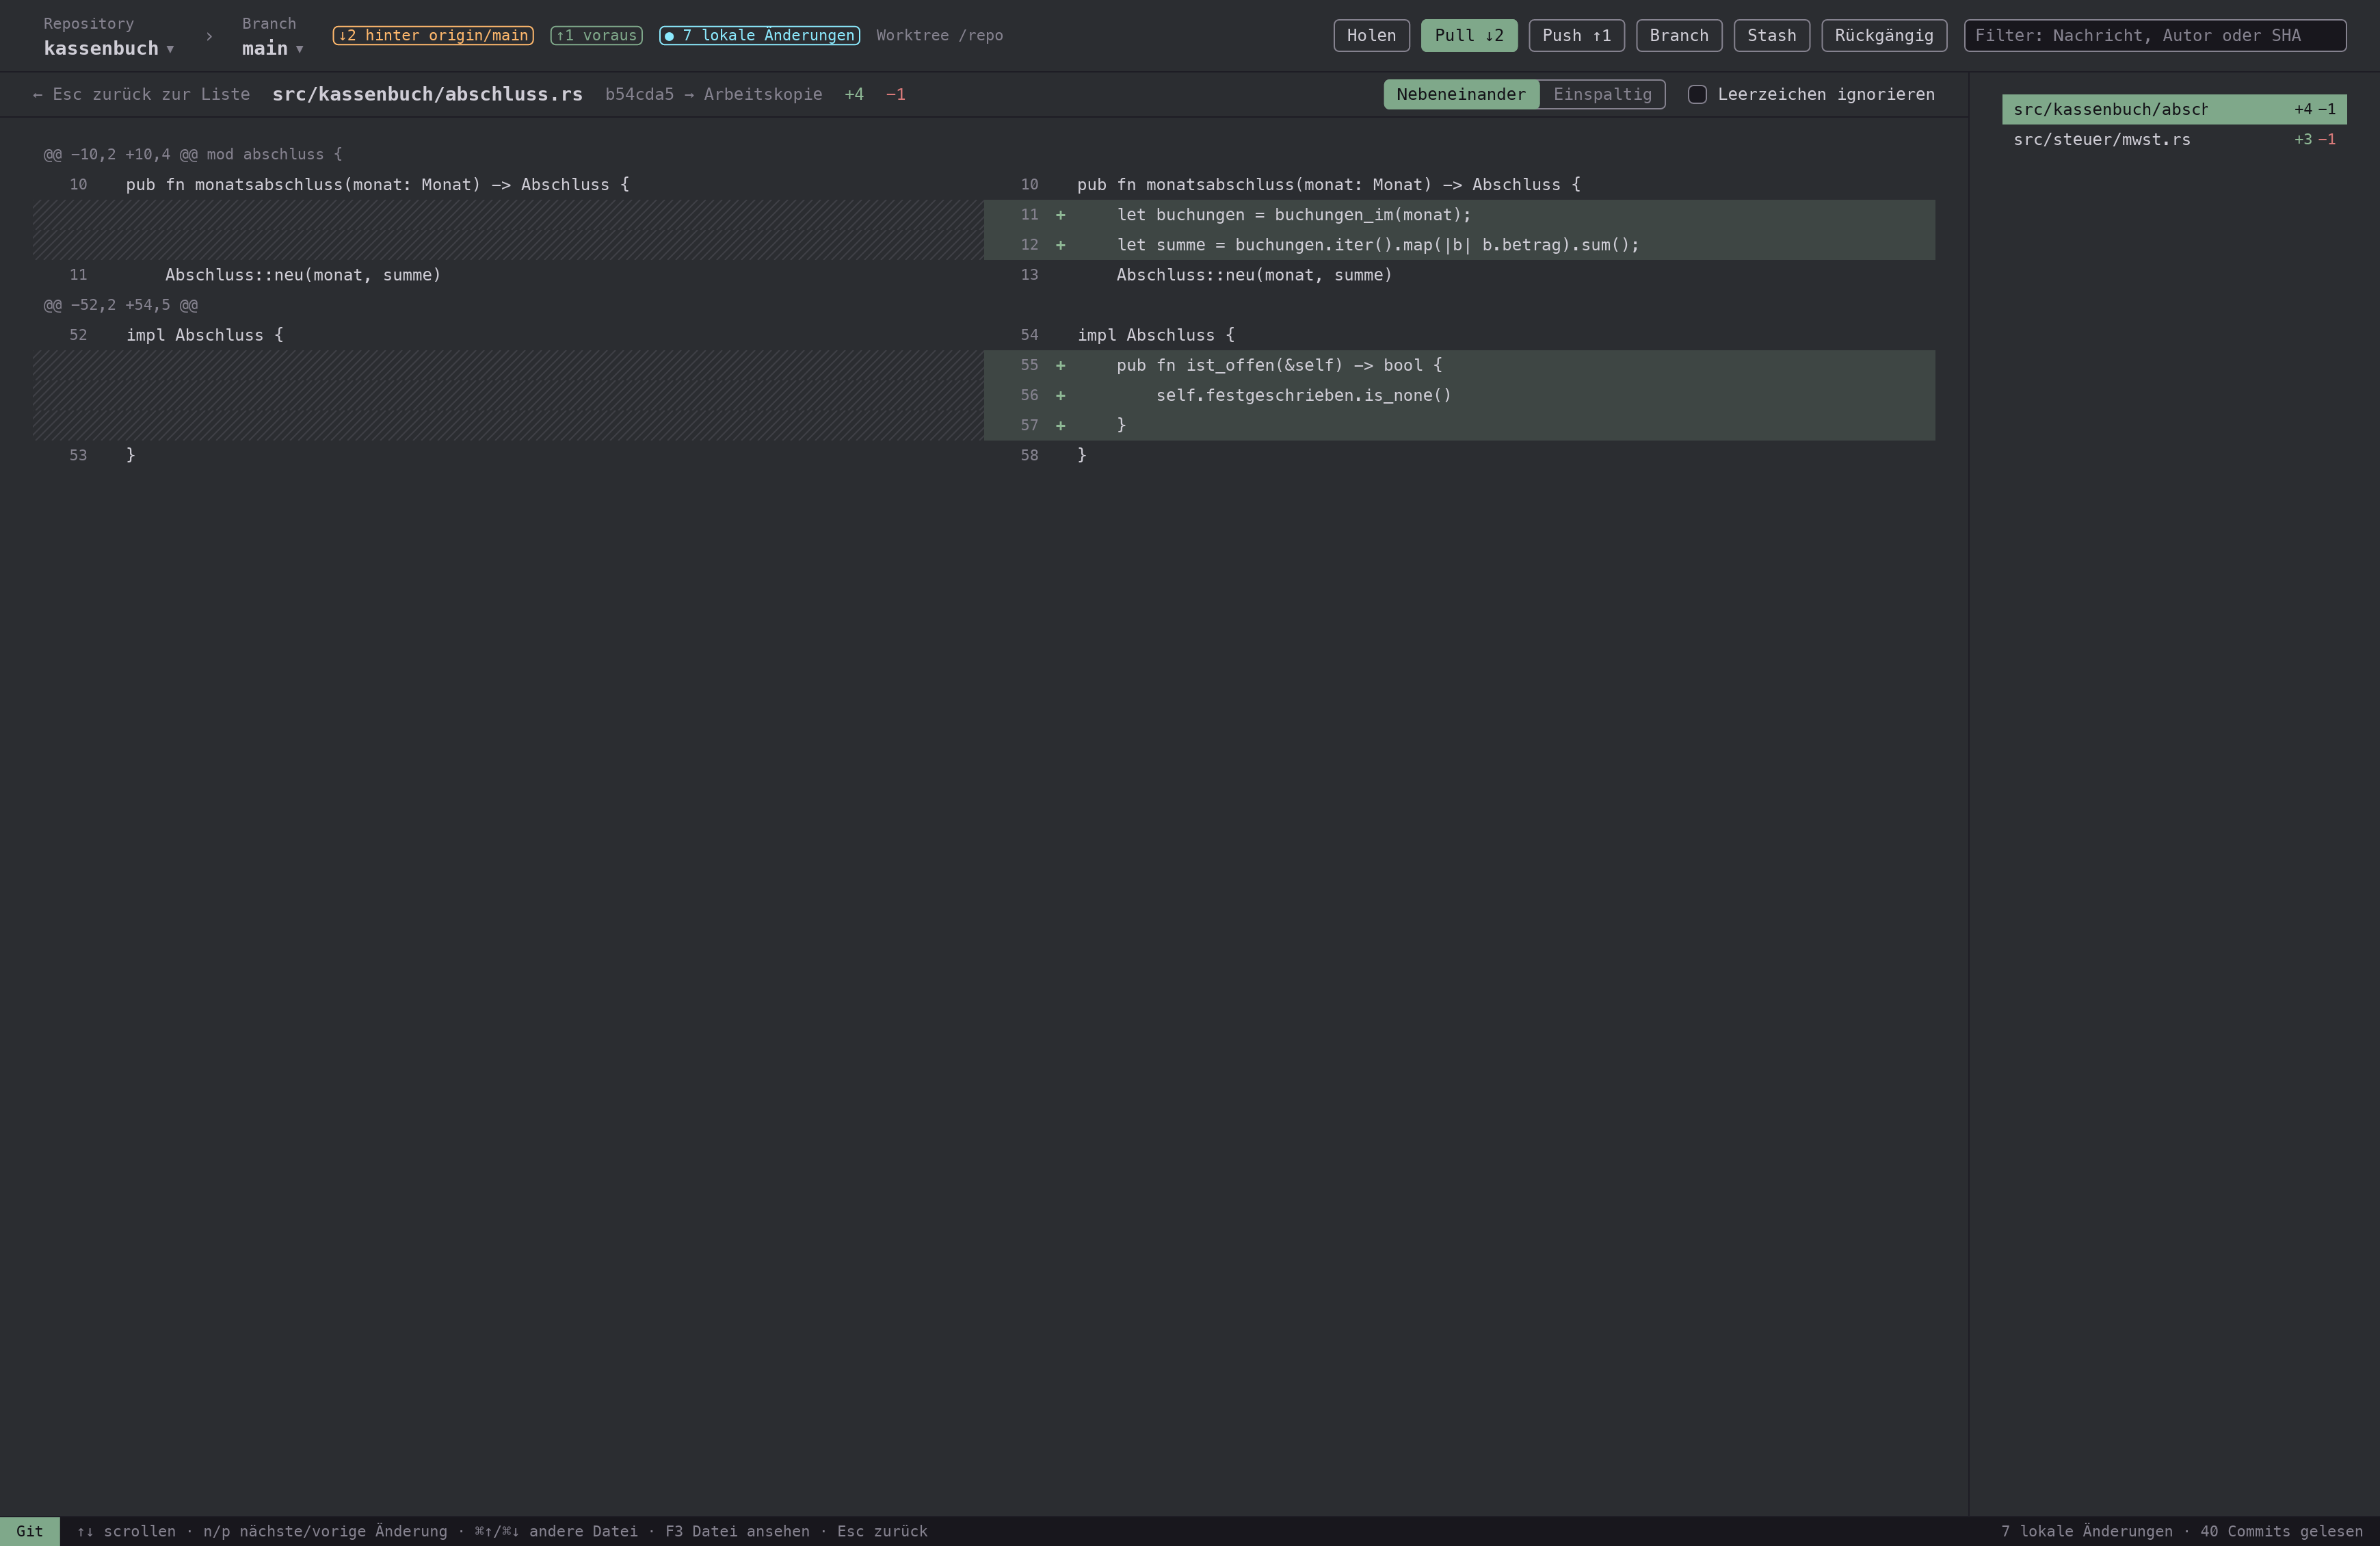 Repository
kassenbuch ▾
›
Branch
main ▾
↓2 hinter origin/main
↑1 voraus
● 7 lokale Änderungen
Worktree /repo
Holen
Pull ↓2
Push ↑1
Branch
Stash
Rückgängig
Filter: Nachricht, Autor oder SHA
← Esc zurück zur Liste
src/kassenbuch/abschluss.rs
b54cda5 → Arbeitskopie
+4 −1
Nebeneinander
Einspaltig
Leerzeichen ignorieren
@@ −10,2 +10,4 @@ mod abschluss {
10 pub fn monatsabschluss(monat: Monat) −> Abschluss {
10 pub fn monatsabschluss(monat: Monat) −> Abschluss {
11 + let buchungen = buchungen_im(monat);
12 + let summe = buchungen.iter().map(|b| b.betrag).sum();
11 Abschluss::neu(monat, summe)
13 Abschluss::neu(monat, summe)
@@ −52,2 +54,5 @@
52 impl Abschluss {
54 impl Abschluss {
55 + pub fn ist_offen(&self) −> bool {
56 + self.festgeschrieben.is_none()
57 + }
53 }
58 }
src/kassenbuch/absch +4 −1
src/steuer/mwst.rs +3 −1
Git
↑↓ scrollen · n/p nächste/vorige Änderung · ⌘↑/⌘↓ andere Datei · F3 Datei ansehen · Esc zurück
7 lokale Änderungen · 40 Commits gelesen